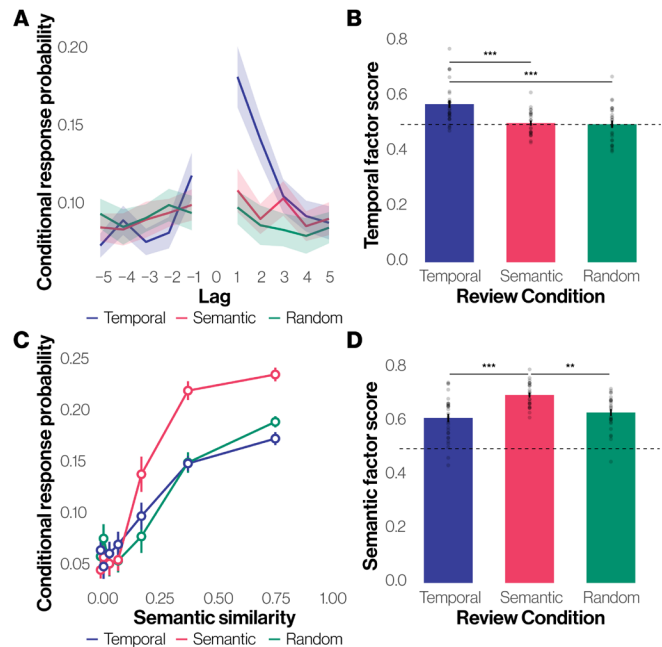 A
Conditional response probability
0.20
0.15
0.10
−5 −4 −3 −2 −1 0 1 2 3 4 5
Lag
Temporal Semantic Random
B
Temporal factor score
0.8
0.6
0.4
0.2
0.0
***
***
Temporal Semantic Random
Review Condition
C
Conditional response probability
0.25
0.20
0.15
0.10
0.05
0.00 0.25 0.50 0.75 1.00
Semantic similarity
Temporal Semantic Random
D
Semantic factor score
0.8
0.6
0.4
0.2
0.0
*** **
Temporal Semantic Random
Review Condition